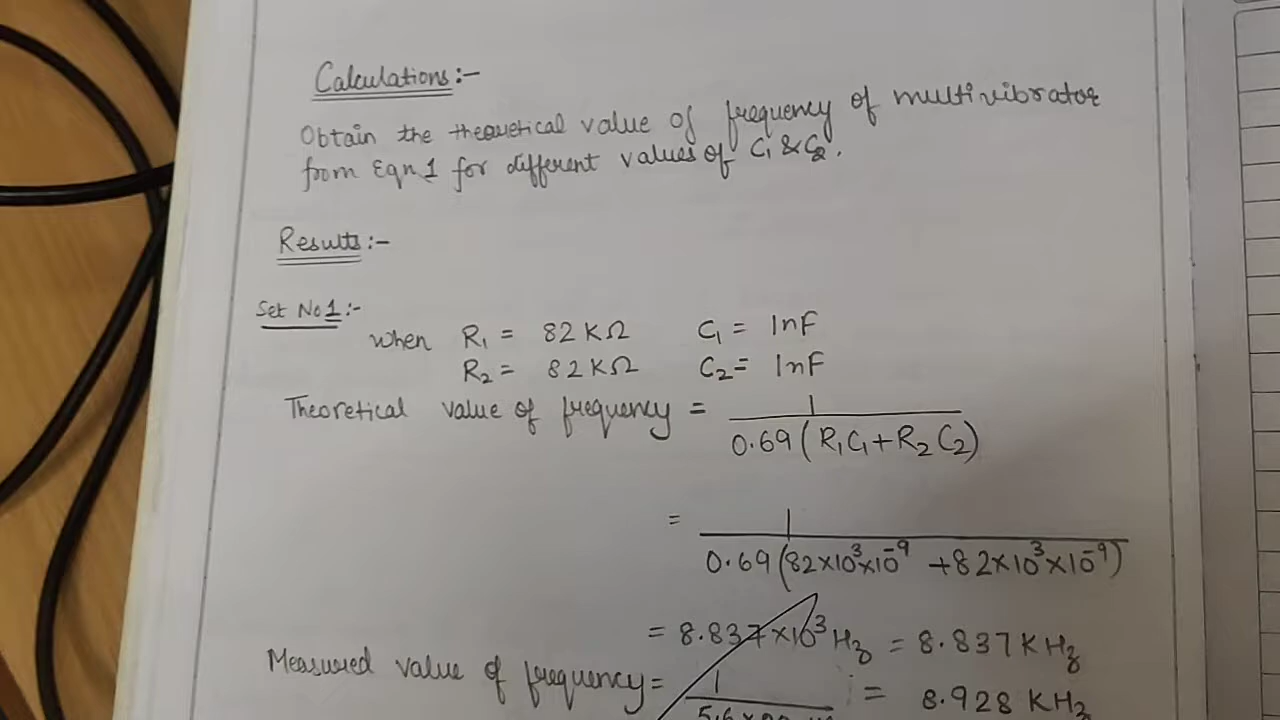 Calculations:-
Obtain the theoretical value of frequency of multivibrator
from Eqn 1 for different values of C₁ & C₂.
Results:-
Set No 1:-
when R₁ = 82 KΩ C₁ = 1nF
R₂ = 82 KΩ C₂ = 1nF
Theoretical value of frequency = 1
0.69 (R₁C₁+R₂C₂)
= 1
0.69 (82×10³×10⁻⁹ + 82×10³×10⁻⁹)
= 8.837×10³ Hz = 8.837 KHz
Measured value of frequency = 1 = 8.928 KHz